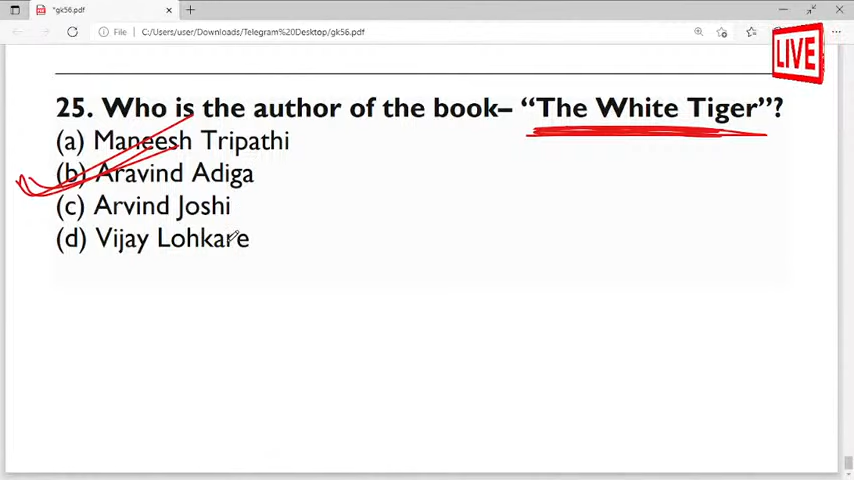 *gk56.pdf
File
C:/Users/user/Downloads/Telegram%20Desktop/gk56.pdf
LIVE
25. Who is the author of the book– “The White Tiger”?
(a) Maneesh Tripathi
(b) Aravind Adiga
(c) Arvind Joshi
(d) Vijay Lohkare